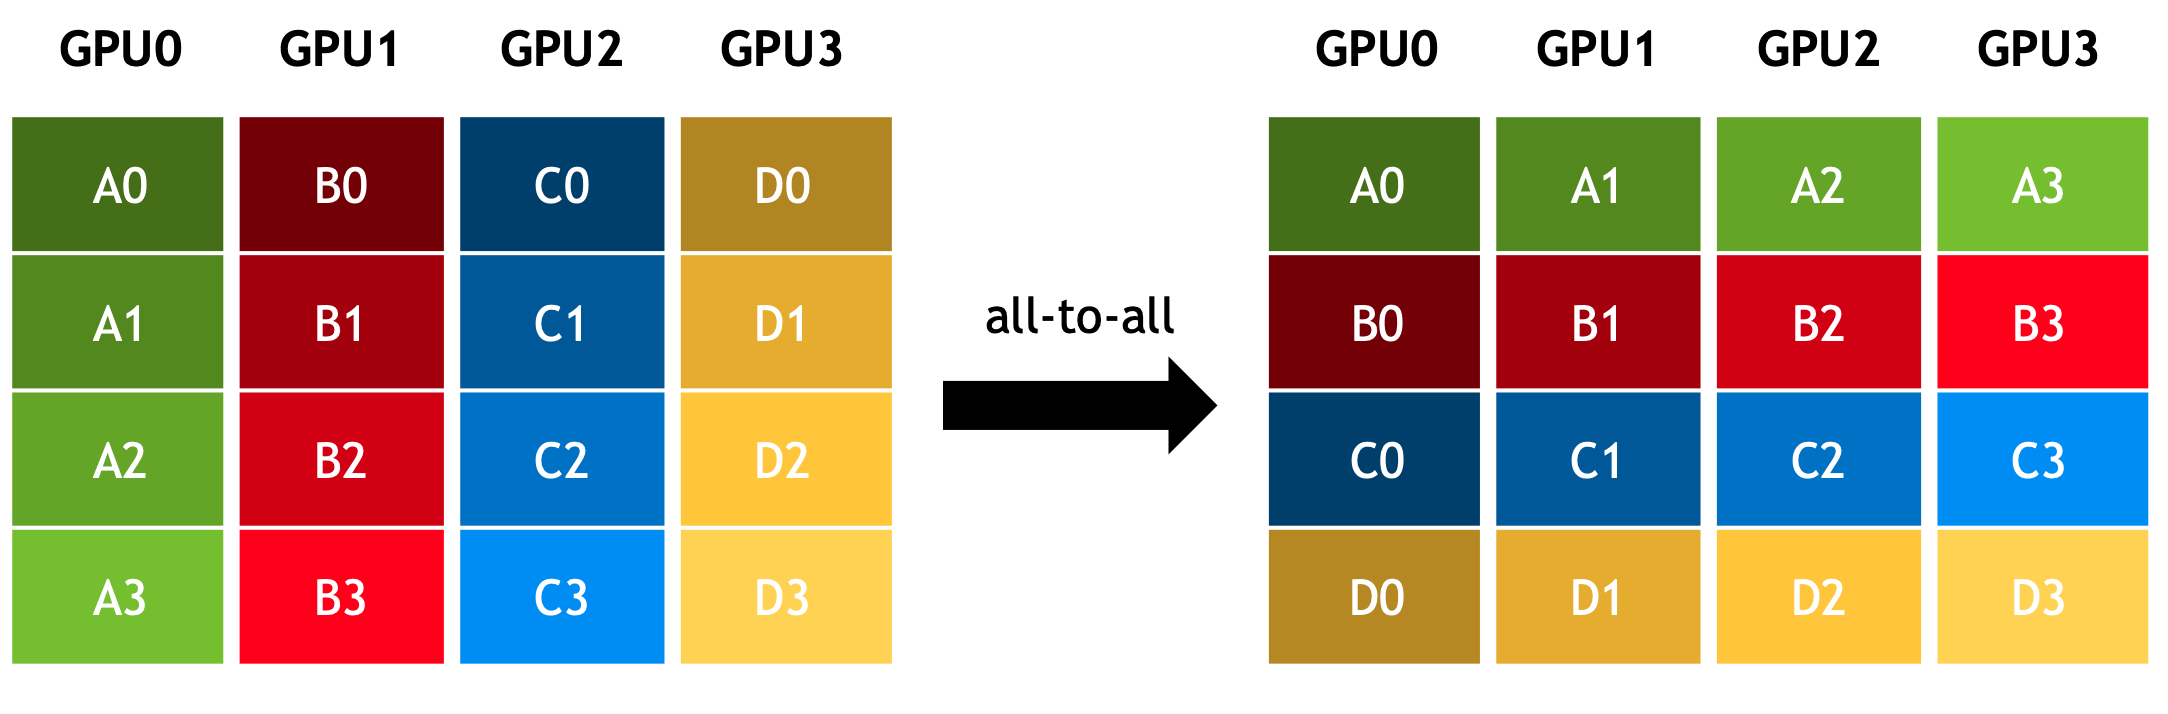 GPU0 GPU1 GPU2 GPU3 GPU0 GPU1 GPU2 GPU3
A0 B0 C0 D0 A0 A1 A2 A3
A1 B1 C1 D1 B0 B1 B2 B3
all-to-all
A2 B2 C2 D2 C0 C1 C2 C3
A3 B3 C3 D3 D0 D1 D2 D3